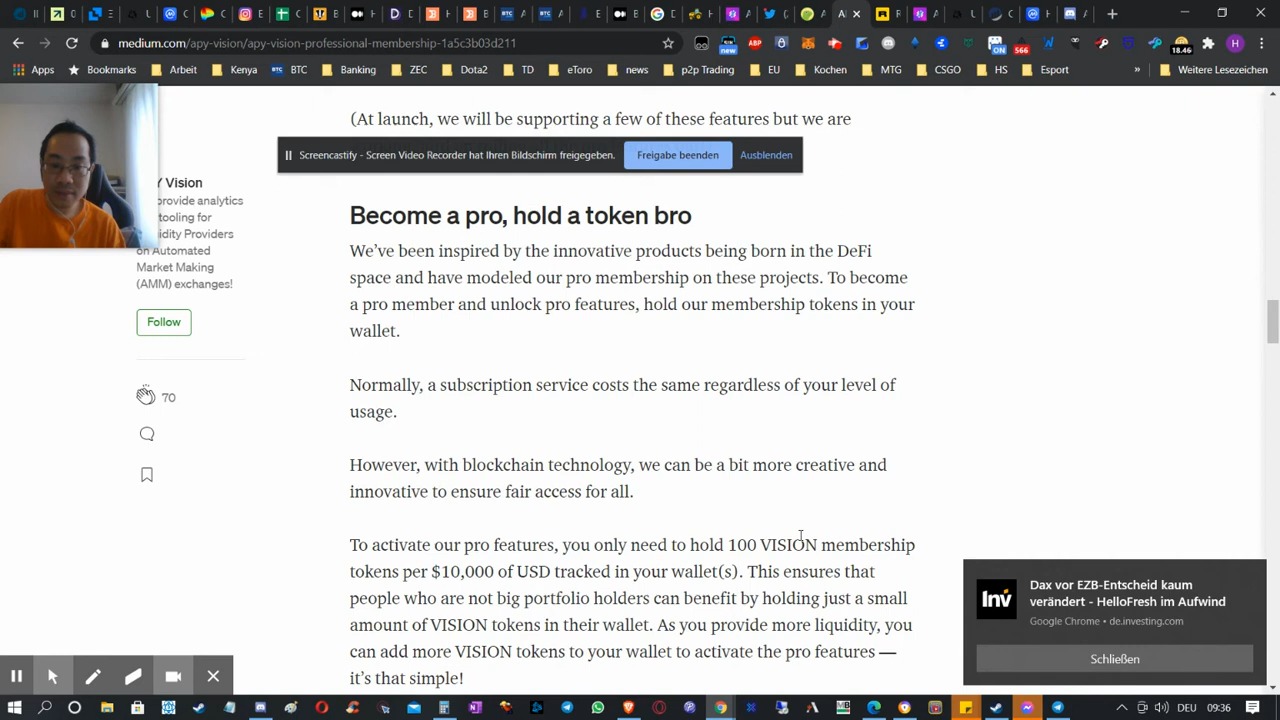 medium.com/apy-vision/apy-vision-professional-membership-1a5c3b03d211
new
ABP
ON
566
18.46
H
Apps
Bookmarks
Arbeit
Kenya
BTC
Banking
ZEC
Dota2
TD
eToro
news
p2p Trading
EU
Kochen
MTG
CSGO
HS
Esport
»
Weitere Lesezeichen
(At launch, we will be supporting a few of these features but we are
Screencastify - Screen Video Recorder hat Ihren Bildschirm freigegeben.
Freigabe beenden
Ausblenden
Y Vision
provide analytics
tooling for
idity Providers
on Automated
Market Making
(AMM) exchanges!
Follow
70
Become a pro, hold a token bro
We’ve been inspired by the innovative products being born in the DeFi
space and have modeled our pro membership on these projects. To become
a pro member and unlock pro features, hold our membership tokens in your
wallet.
Normally, a subscription service costs the same regardless of your level of
usage.
However, with blockchain technology, we can be a bit more creative and
innovative to ensure fair access for all.
To activate our pro features, you only need to hold 100 VISION membership
tokens per $10,000 of USD tracked in your wallet(s). This ensures that
people who are not big portfolio holders can benefit by holding just a small
amount of VISION tokens in their wallet. As you provide more liquidity, you
can add more VISION tokens to your wallet to activate the pro features —
it’s that simple!
Inv
Dax vor EZB-Entscheid kaum
verändert - HelloFresh im Aufwind
Google Chrome • de.investing.com
Schließen
DEU
09:36